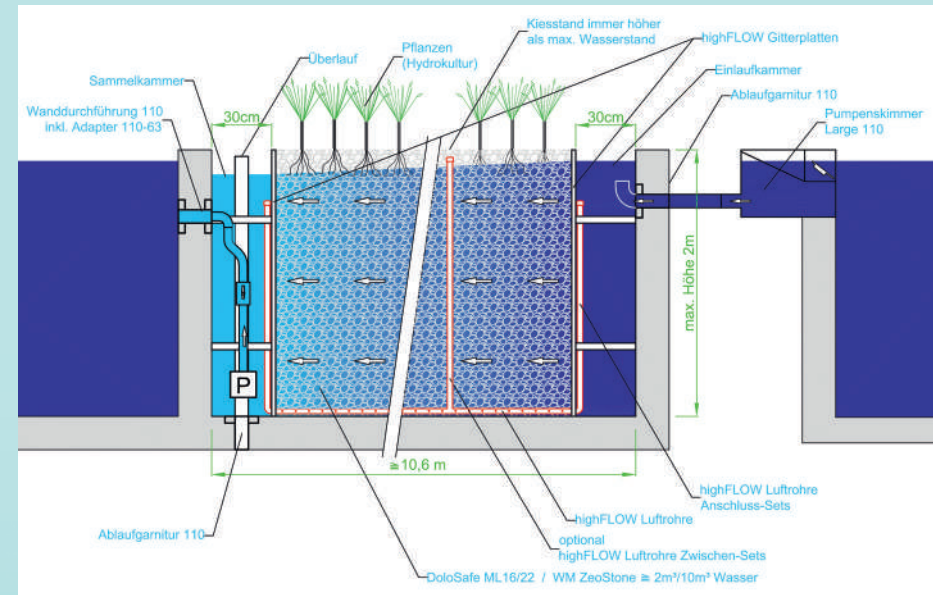 Kiesstand immer höher
als max. Wasserstand
highFLOW Gitterplatten
Pflanzen
(Hydrokultur)
Überlauf
Einlaufkammer
Sammelkammer
Ablaufgarnitur 110
Wanddurchführung 110
inkl. Adapter 110-63
30cm
30cm
Pumpenskimmer
Large 110
max. Höhe 2m
P
≅ 10,6 m
highFLOW Luftrohre
Anschluss-Sets
highFLOW Luftrohre
Ablaufgarnitur 110
optional
highFLOW Luftrohre Zwischen-Sets
DoloSafe ML16/22 / WM ZeoStone ≅ 2m³/10m³ Wasser